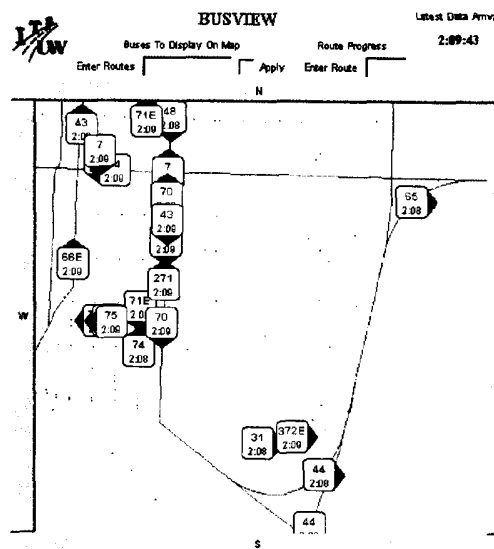 BUSVIEW
Latest Data Arriv
ITS
UW
Buses To Display On Map
Route Progress
2:09:43
Enter Routes
Apply
Enter Route
N
43
71E
2:09
48
2:08
7
2:09
4
7
70
43
2:09
2:09
65
2:08
66E
2:09
271
2:09
71E
75
2:09
70
2:09
74
2:08
W
31
2:08
372E
2:09
44
2:08
44
S